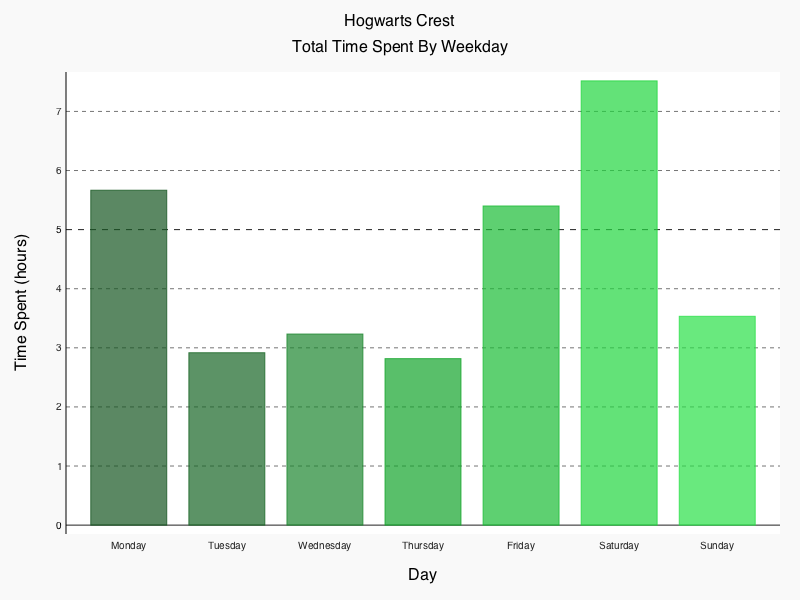 Hogwarts Crest
Total Time Spent By Weekday
Time Spent (hours)
7
6
5
4
3
2
1
0
Monday Tuesday Wednesday Thursday Friday Saturday Sunday
Day